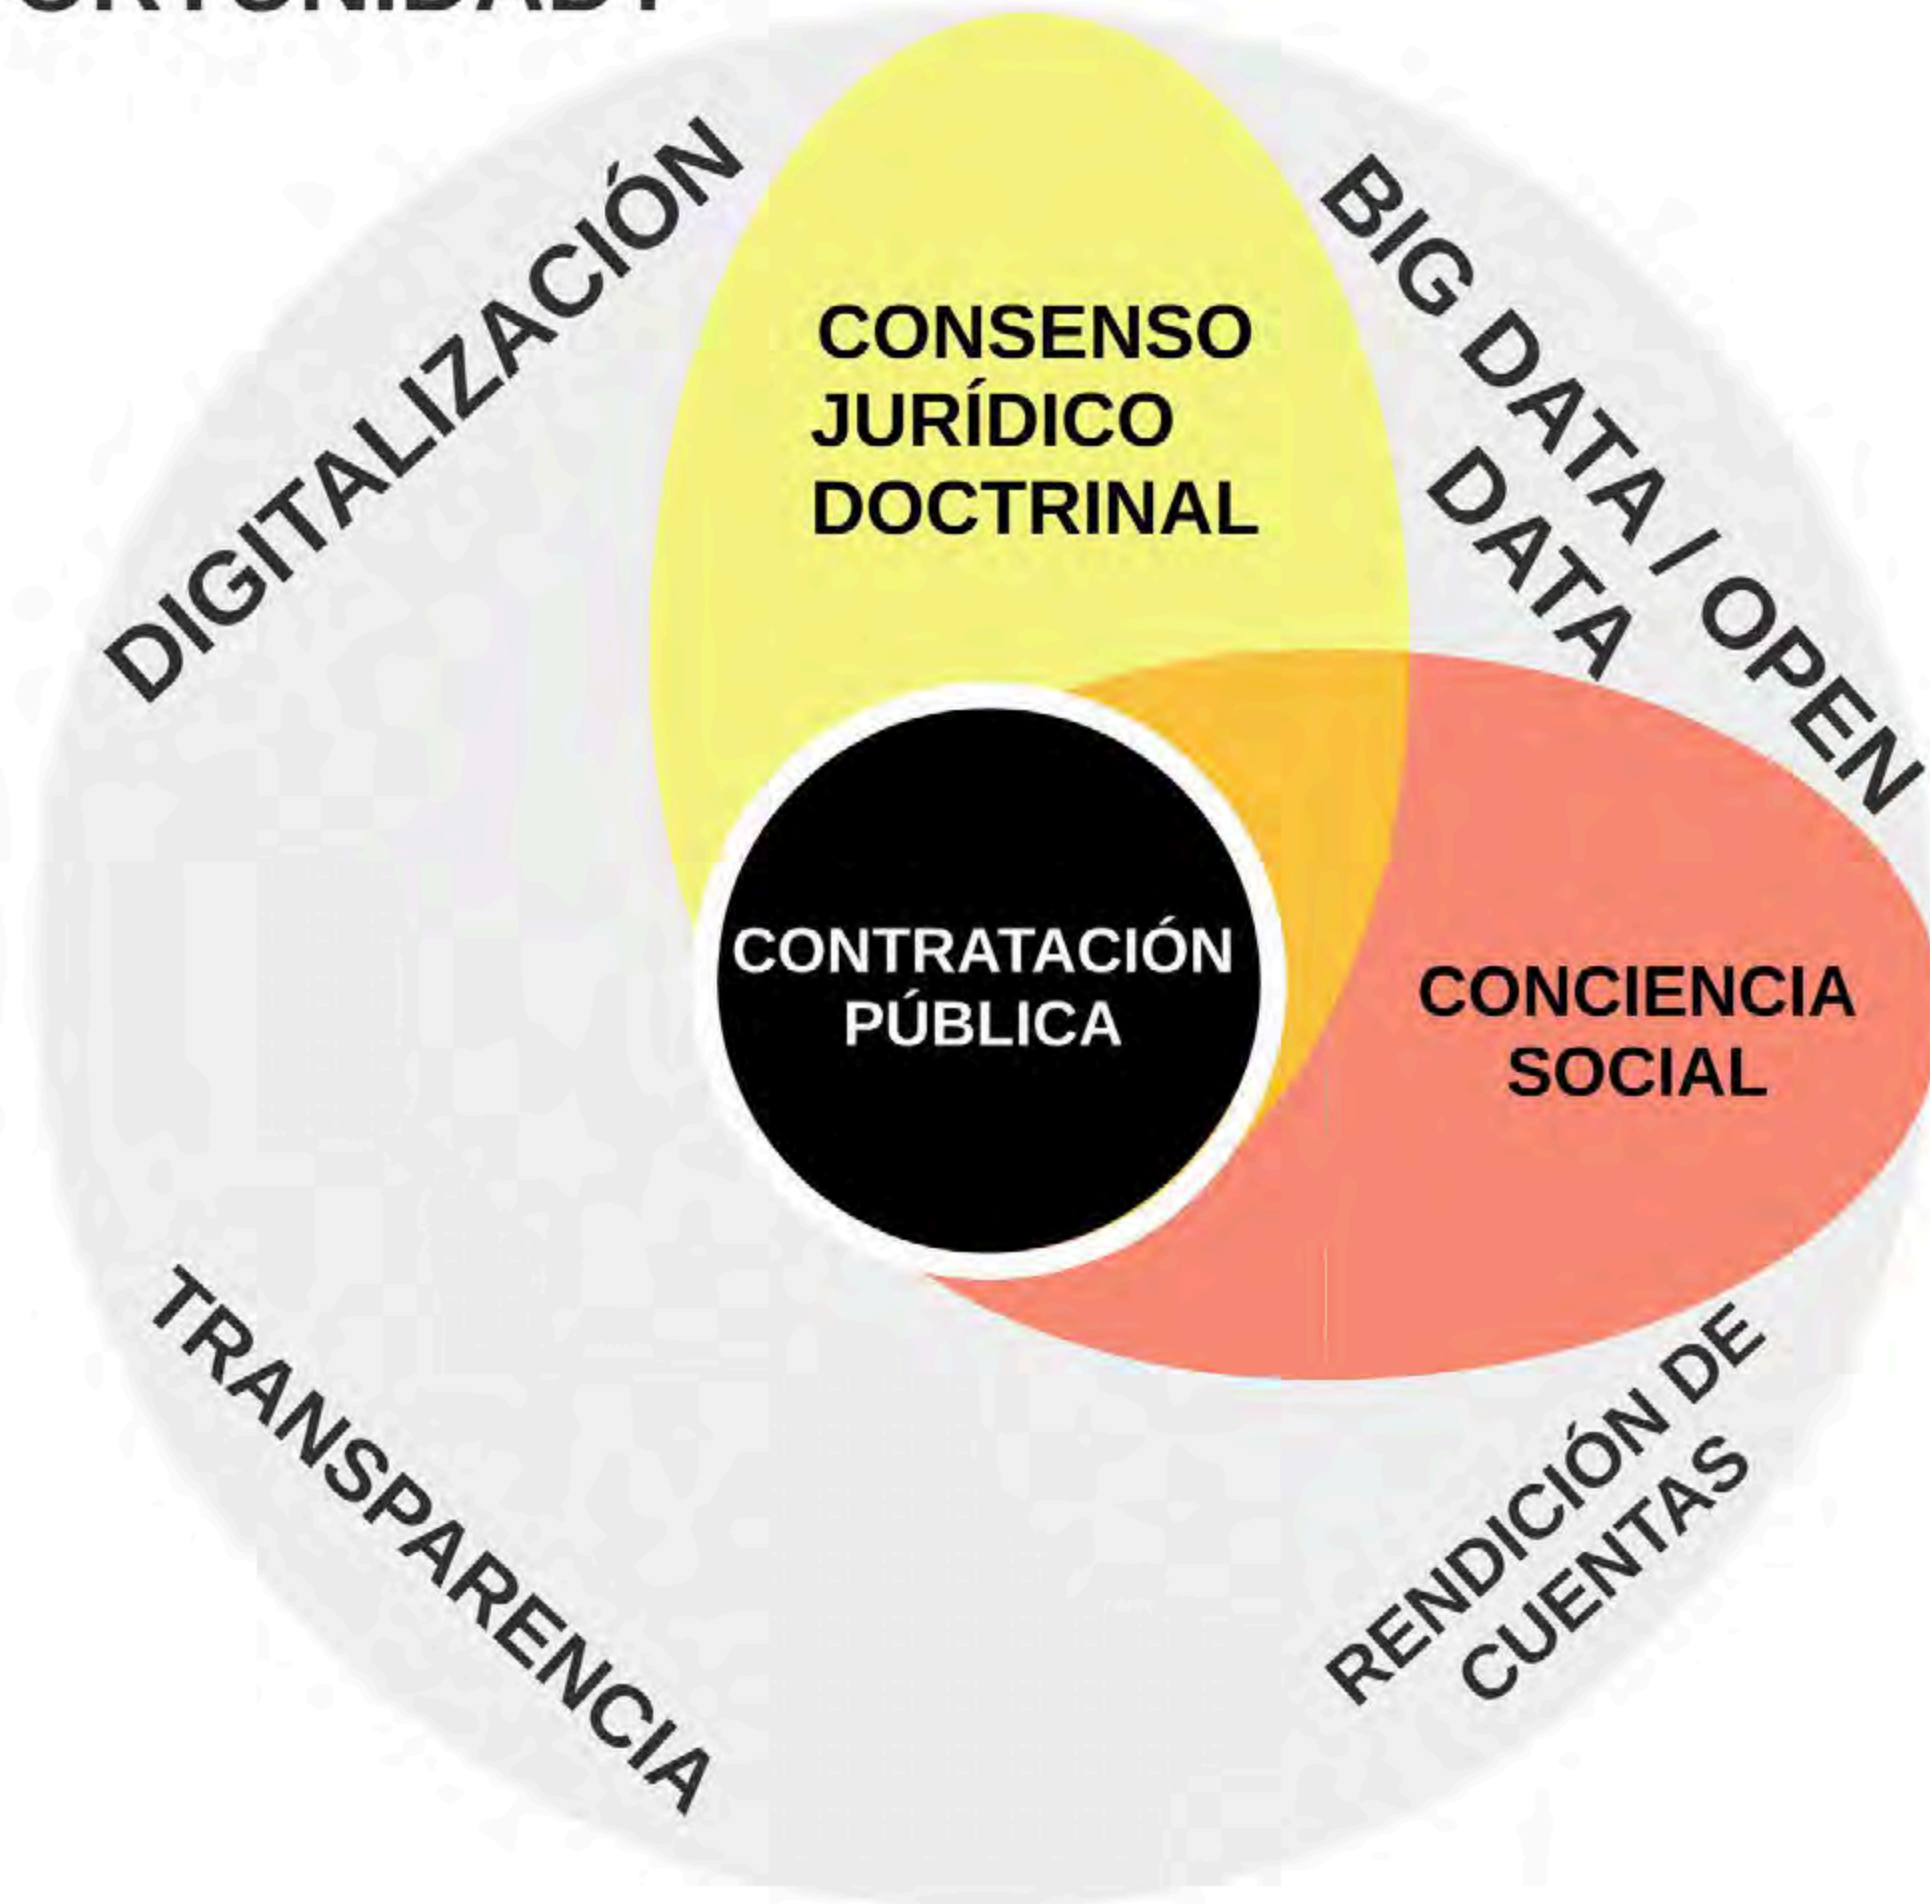 DIGITALIZACIÓN
BIG DATA / OPEN
DATA
CONSENSO
JURÍDICO
DOCTRINAL
CONTRATACIÓN
PÚBLICA
CONCIENCIA
SOCIAL
TRANSPARENCIA
RENDICIÓN DE
CUENTAS